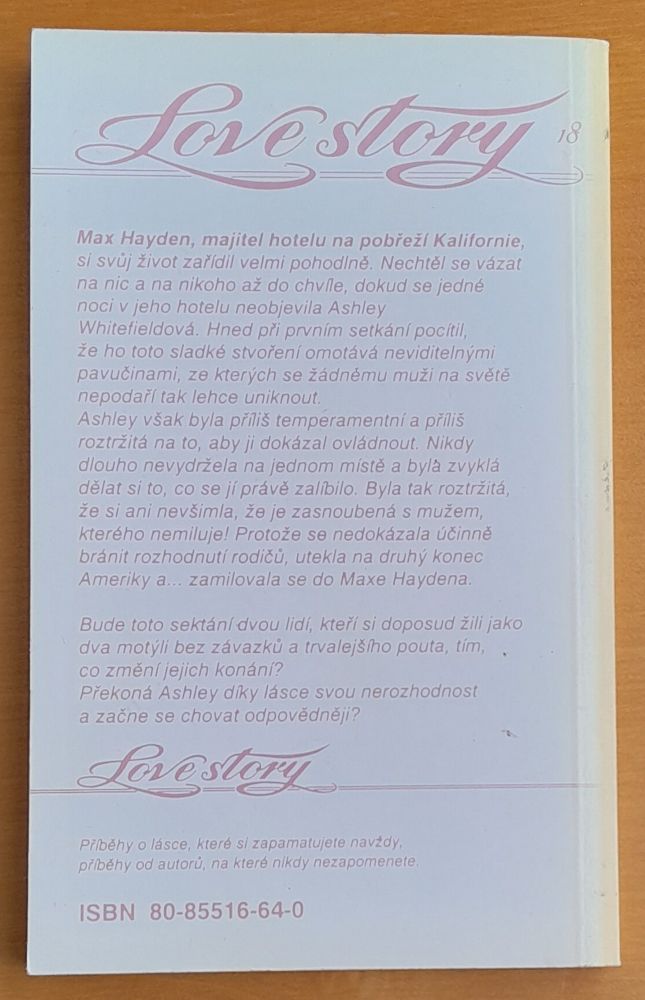 Love story 18
Max Hayden, majitel hotelu na pobřeží Kalifornie,
si svůj život zařídil velmi pohodlně. Nechtěl se vázat
na nic a na nikoho až do chvíle, dokud se jedné
noci v jeho hotelu neobjevila Ashley
Whitefieldová. Hned při prvním setkání pocítil,
že ho toto sladké stvoření omotává neviditelnými
pavučinami, ze kterých se žádnému muži na světě
nepodaří tak lehce uniknout.
Ashley však byla příliš temperamentní a příliš
roztržitá na to, aby ji dokázal ovládnout. Nikdy
dlouho nevydržela na jednom místě a byla zvyklá
dělat si to, co se jí právě zalíbilo. Byla tak roztržitá,
že si ani nevšimla, že je zasnoubená s mužem,
kterého nemiluje! Protože se nedokázala účinně
bránit rozhodnutí rodičů, utekla na druhý konec
Ameriky a... zamilovala se do Maxe Haydena.
Bude toto sektání dvou lidí, kteří si doposud žili jako
dva motýli bez závazků a trvalejšího pouta, tím,
co změní jejich konání?
Překoná Ashley díky lásce svou nerozhodnost
a začne se chovat odpovědněji?
Love story
Příběhy o lásce, které si zapamatujete navždy,
příběhy od autorů, na které nikdy nezapomenete.
ISBN 80-85516-64-0